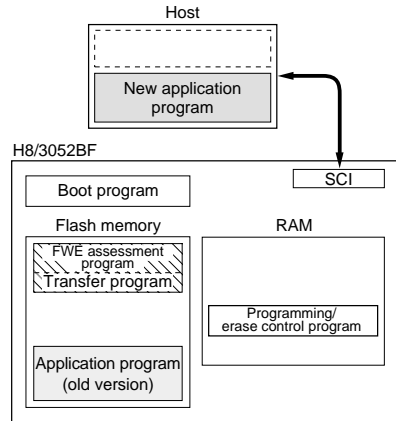 Host
New application
program
H8/3052BF
SCI
Boot program
Flash memory
RAM
FWE assessment
program
Transfer program
Programming/
erase control program
Application program
(old version)